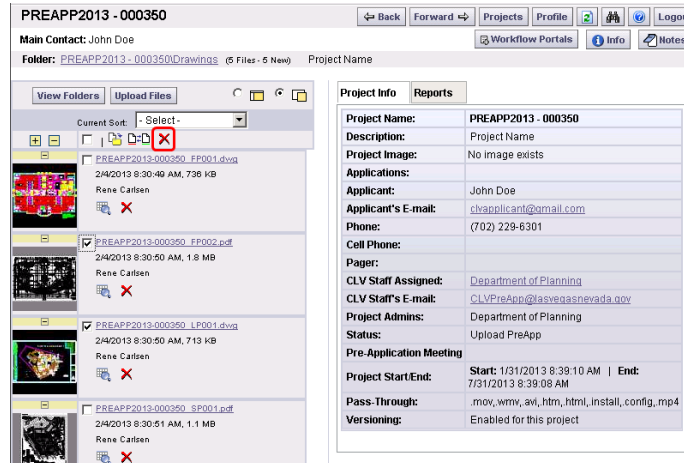 PREAPP2013 - 000350
Back Forward Projects Profile Logou
Main Contact: John Doe
Workflow Portals Info Notes
Folder: PREAPP2013 - 000350\Drawings (5 Files - 5 New) Project Name
View Folders Upload Files
Current Sort: - Select -
PREAPP2013-000350_FP001.dwg
2/4/2013 8:30:49 AM, 736 KB
Rene Carlsen
PREAPP2013-000350_FP002.pdf
2/4/2013 8:30:50 AM, 1.8 MB
Rene Carlsen
PREAPP2013-000350_LP001.dwg
2/4/2013 8:30:50 AM, 713 KB
Rene Carlsen
PREAPP2013-000350_SP001.pdf
2/4/2013 8:30:51 AM, 1.1 MB
Rene Carlsen
Project Info Reports
Project Name: PREAPP2013 - 000350
Description: Project Name
Project Image: No image exists
Applications:
Applicant: John Doe
Applicant's E-mail: clvapplicant@gmail.com
Phone: (702) 229-6301
Cell Phone:
Pager:
CLV Staff Assigned: Department of Planning
CLV Staff's E-mail: CLVPreApp@lasvegasnevada.gov
Project Admins: Department of Planning
Status: Upload PreApp
Pre-Application Meeting
Project Start/End: Start: 1/31/2013 8:39:10 AM | End:
7/31/2013 8:39:08 AM
Pass-Through: .mov,.wmv,.avi,.htm,.html,.install,.config,.mp4
Versioning: Enabled for this project